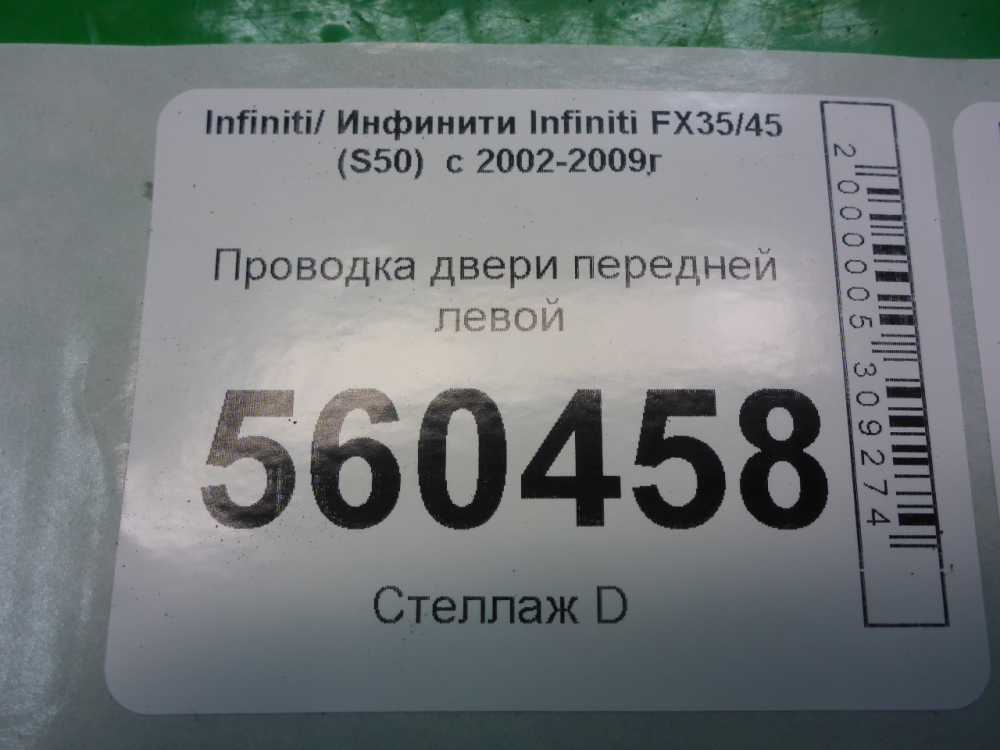 Infiniti/ Инфинити Infiniti FX35/45
(S50) с 2002-2009г
Проводка двери передней
левой
560458
Стеллаж D
2000005309274